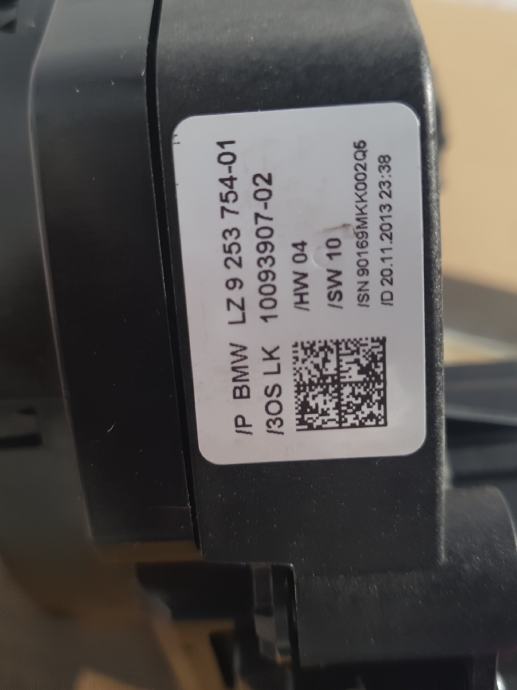 /P BMW LZ 9 253 754-01
/3OS LK 10093907-02
/HW 04
/SW 10
/SN 90169MKK002Q6
/D 20.11.2013 23:38